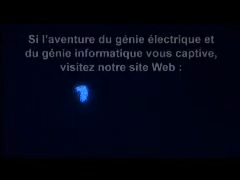 Si l'aventure du génie électrique et
du génie informatique vous captive,
visitez notre site Web :